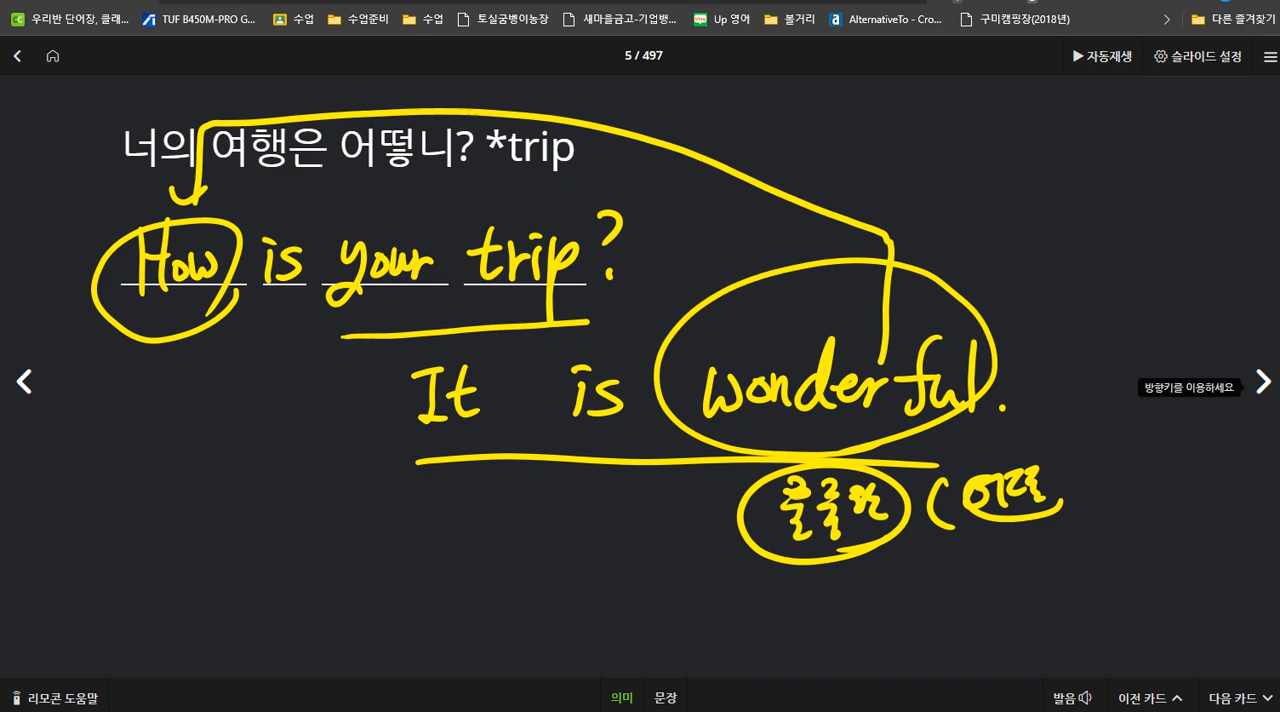 우리반 단어장, 클래... TUF B450M-PRO G... 수업 수업준비 수업 토실굼벵이농장 새마을금고-기업뱅... Up 영어 볼거리 AlternativeTo - Cro... 구미캠핑장(2018년) 다른 즐겨찾기
5 / 497 자동재생 슬라이드 설정
너의 여행은 어떻니? *trip
How is your trip?
It is wonderful.
방향키를 이용하세요
리모콘 도움말 의미 문장 발음 이전 카드 다음 카드